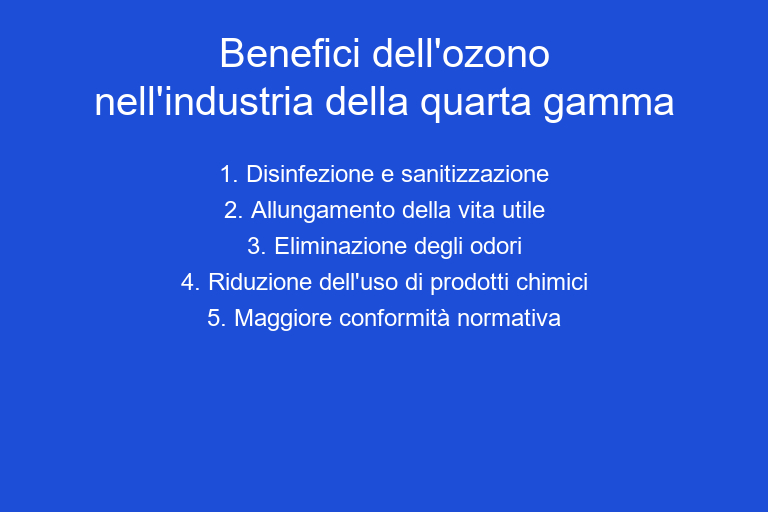 Benefici dell'ozono
nell'industria della quarta gamma
1. Disinfezione e sanitizzazione
2. Allungamento della vita utile
3. Eliminazione degli odori
4. Riduzione dell'uso di prodotti chimici
5. Maggiore conformità normativa